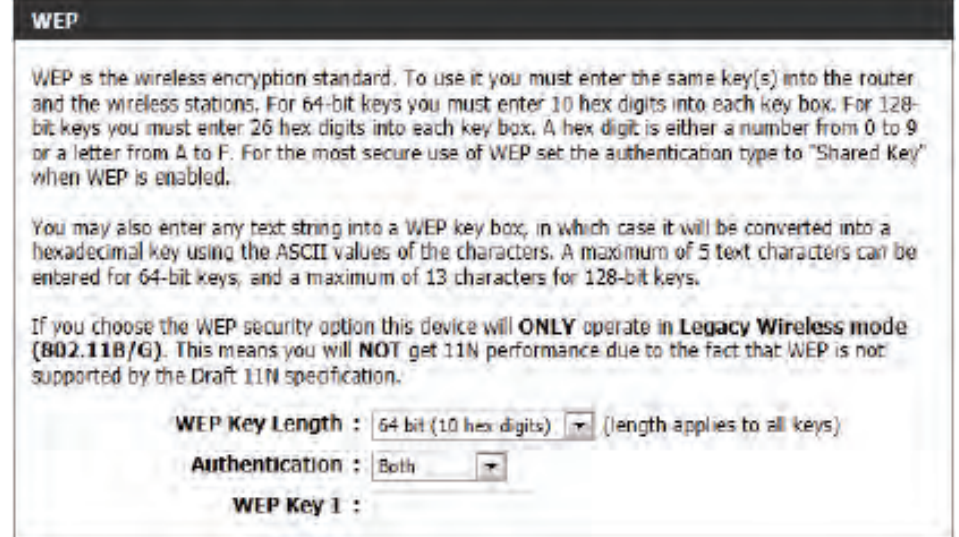 WEP
WEP is the wireless encryption standard. To use it you must enter the same key(s) into the router
and the wireless stations. For 64-bit keys you must enter 10 hex digits into each key box. For 128-
bit keys you must enter 26 hex digits into each key box. A hex digit is either a number from 0 to 9
or a letter from A to F. For the most secure use of WEP set the authentication type to "Shared Key"
when WEP is enabled.
You may also enter any text string into a WEP key box, in which case it will be converted into a
hexadecimal key using the ASCII values of the characters. A maximum of 5 text characters can be
entered for 64-bit keys, and a maximum of 13 characters for 128-bit keys.
If you choose the WEP security option this device will ONLY operate in Legacy Wireless mode
(802.11B/G). This means you will NOT get 11N performance due to the fact that WEP is not
supported by the Draft 11N specification.
WEP Key Length : 64 bit (10 hex digits) (length applies to all keys)
Authentication : Both
WEP Key 1 :